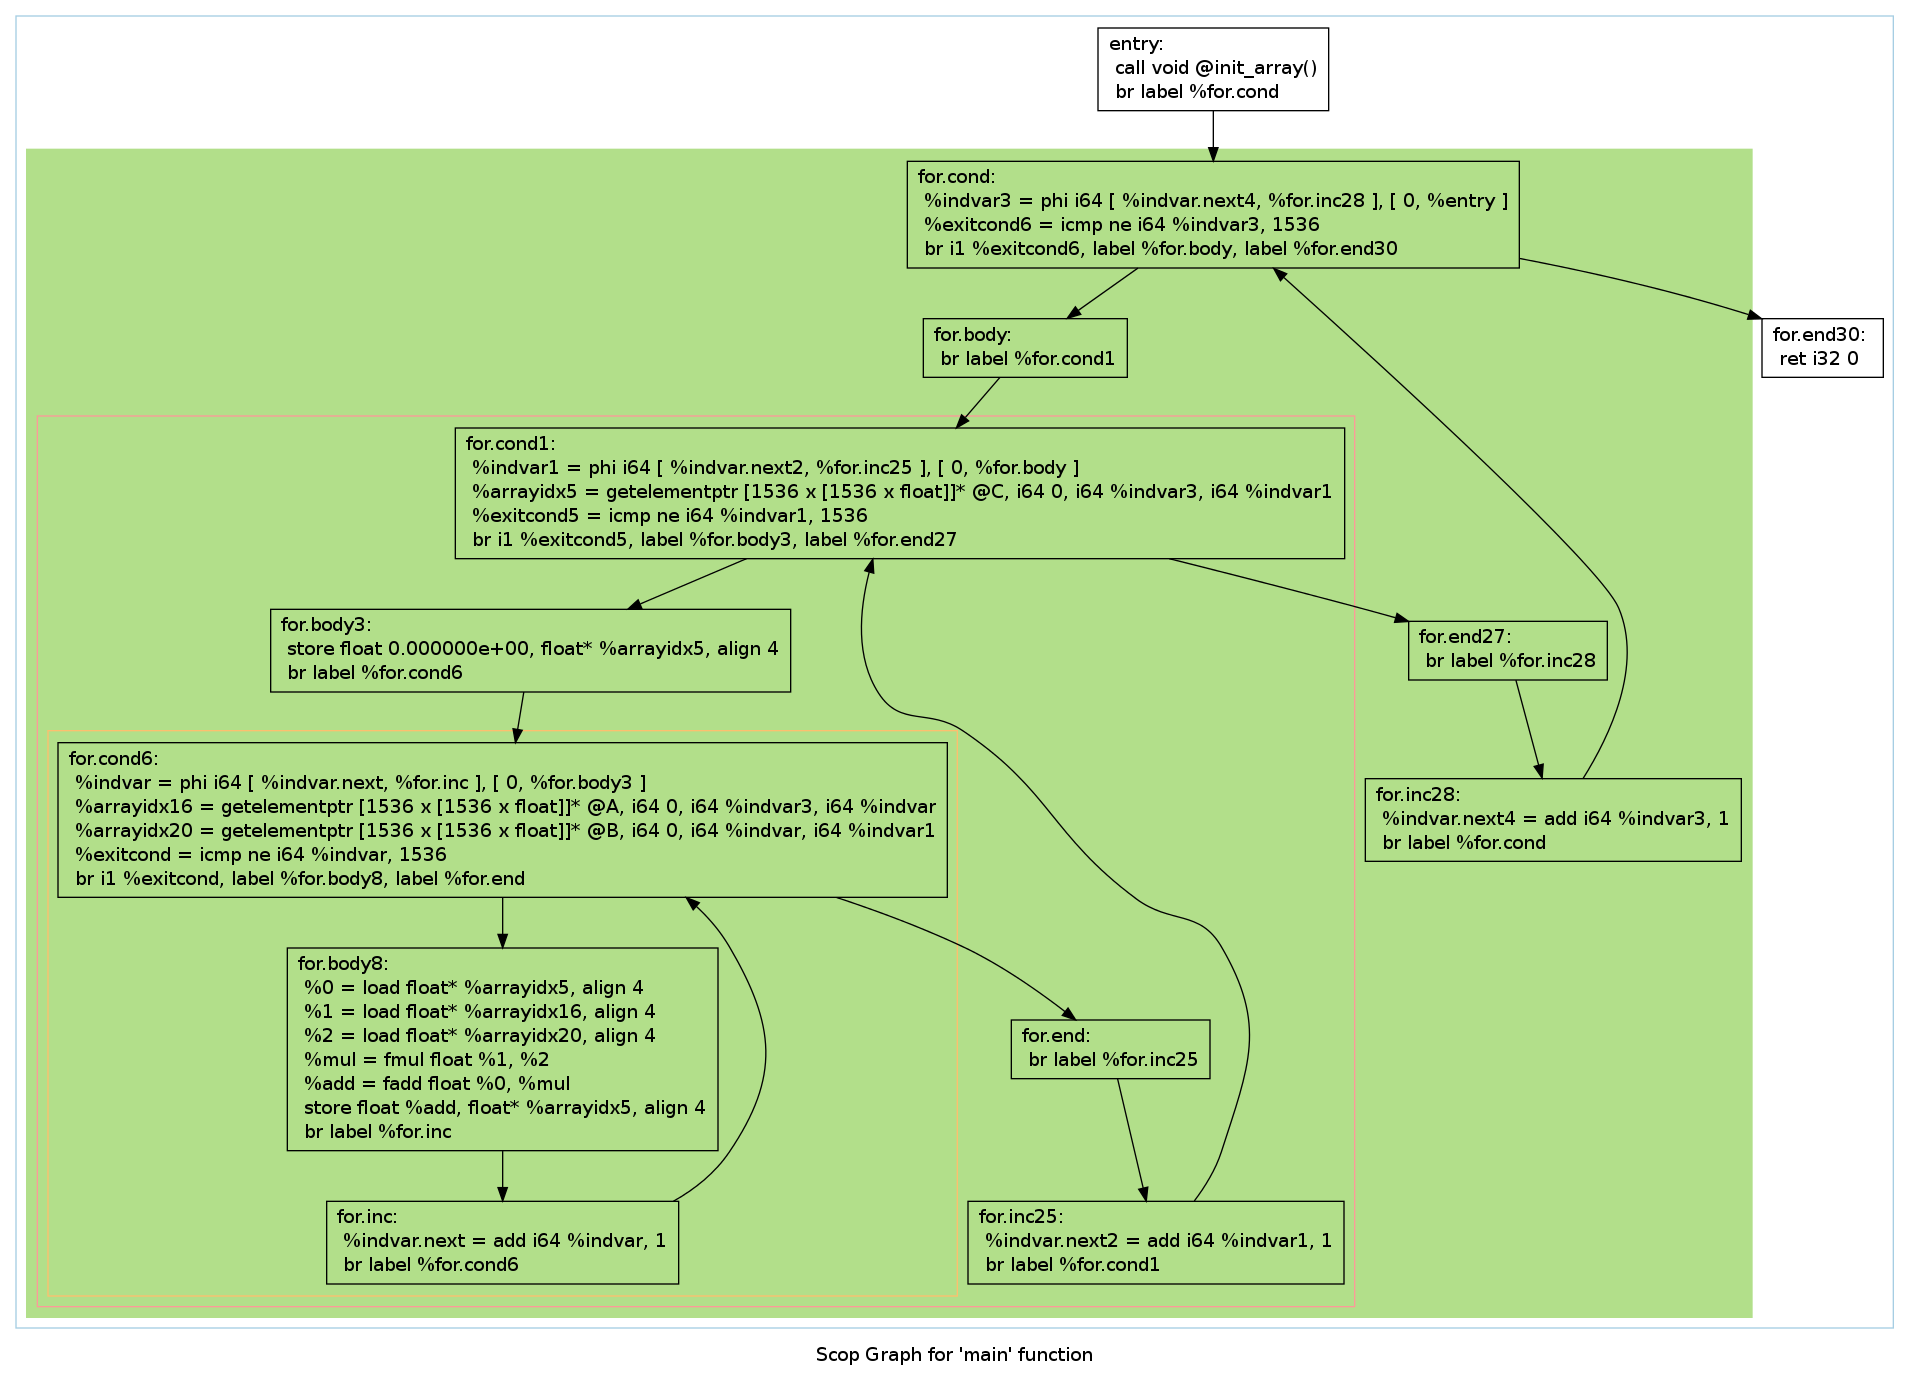 entry:
call void @init_array()
br label %for.cond
for.cond:
%indvar3 = phi i64 [ %indvar.next4, %for.inc28 ], [ 0, %entry ]
%exitcond6 = icmp ne i64 %indvar3, 1536
br i1 %exitcond6, label %for.body, label %for.end30
for.body:
br label %for.cond1
for.end30:
ret i32 0
for.cond1:
%indvar1 = phi i64 [ %indvar.next2, %for.inc25 ], [ 0, %for.body ]
%arrayidx5 = getelementptr [1536 x [1536 x float]]* @C, i64 0, i64 %indvar3, i64 %indvar1
%exitcond5 = icmp ne i64 %indvar1, 1536
br i1 %exitcond5, label %for.body3, label %for.end27
for.body3:
store float 0.000000e+00, float* %arrayidx5, align 4
br label %for.cond6
for.end27:
br label %for.inc28
for.cond6:
%indvar = phi i64 [ %indvar.next, %for.inc ], [ 0, %for.body3 ]
%arrayidx16 = getelementptr [1536 x [1536 x float]]* @A, i64 0, i64 %indvar3, i64 %indvar
%arrayidx20 = getelementptr [1536 x [1536 x float]]* @B, i64 0, i64 %indvar, i64 %indvar1
%exitcond = icmp ne i64 %indvar, 1536
br i1 %exitcond, label %for.body8, label %for.end
for.inc28:
%indvar.next4 = add i64 %indvar3, 1
br label %for.cond
for.body8:
%0 = load float* %arrayidx5, align 4
%1 = load float* %arrayidx16, align 4
%2 = load float* %arrayidx20, align 4
%mul = fmul float %1, %2
%add = fadd float %0, %mul
store float %add, float* %arrayidx5, align 4
br label %for.inc
for.end:
br label %for.inc25
for.inc:
%indvar.next = add i64 %indvar, 1
br label %for.cond6
for.inc25:
%indvar.next2 = add i64 %indvar1, 1
br label %for.cond1
Scop Graph for 'main' function